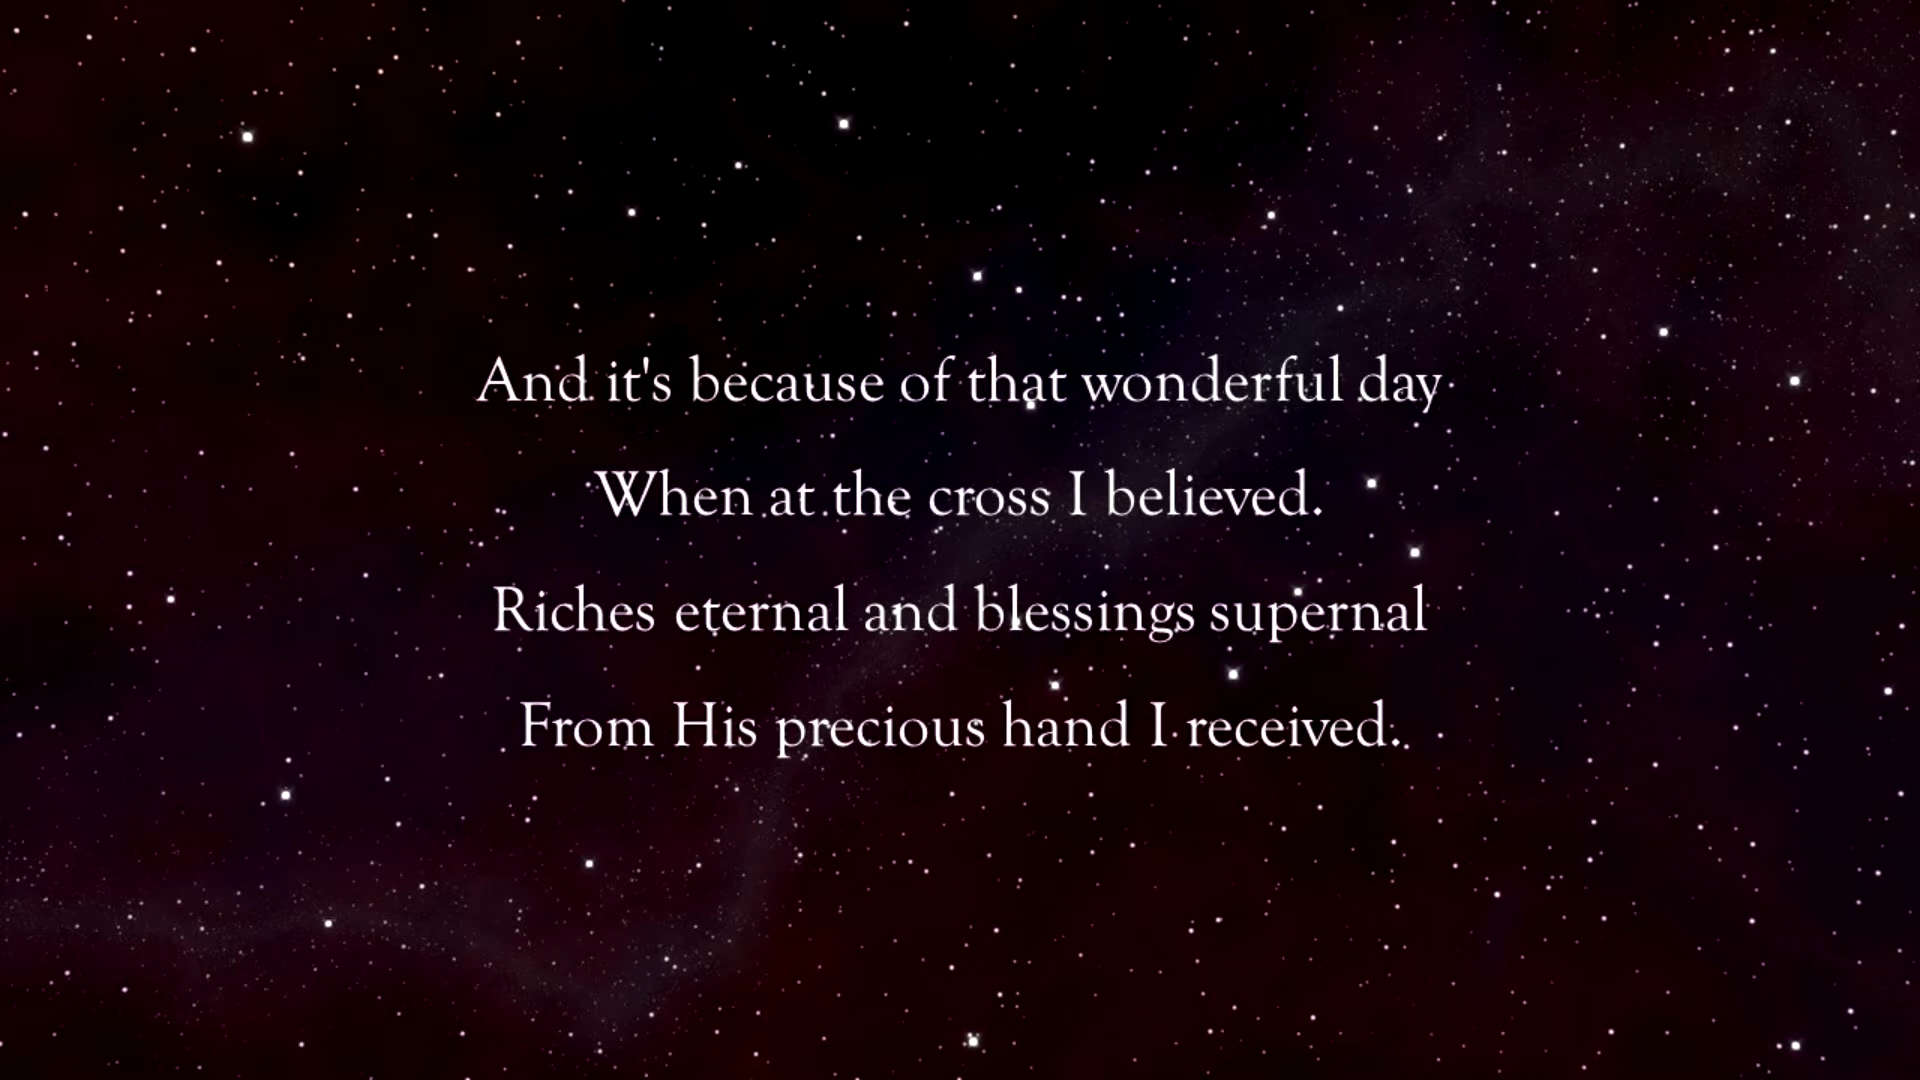 And it's because of that wonderful day
When at the cross I believed.
Riches eternal and blessings supernal
From His precious hand I received.